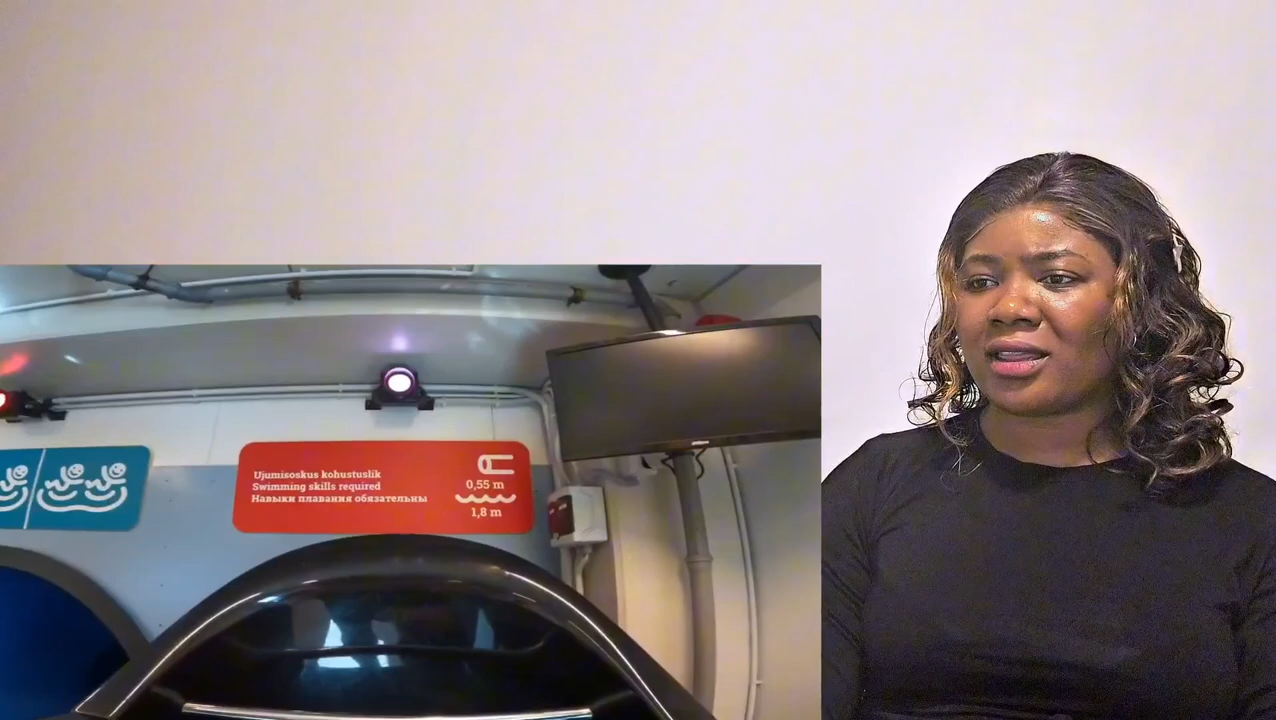 Ujumisoskus kohustuslik
Swimming skills required
Навыки плавания обязательны
0,55 m
1,8 m